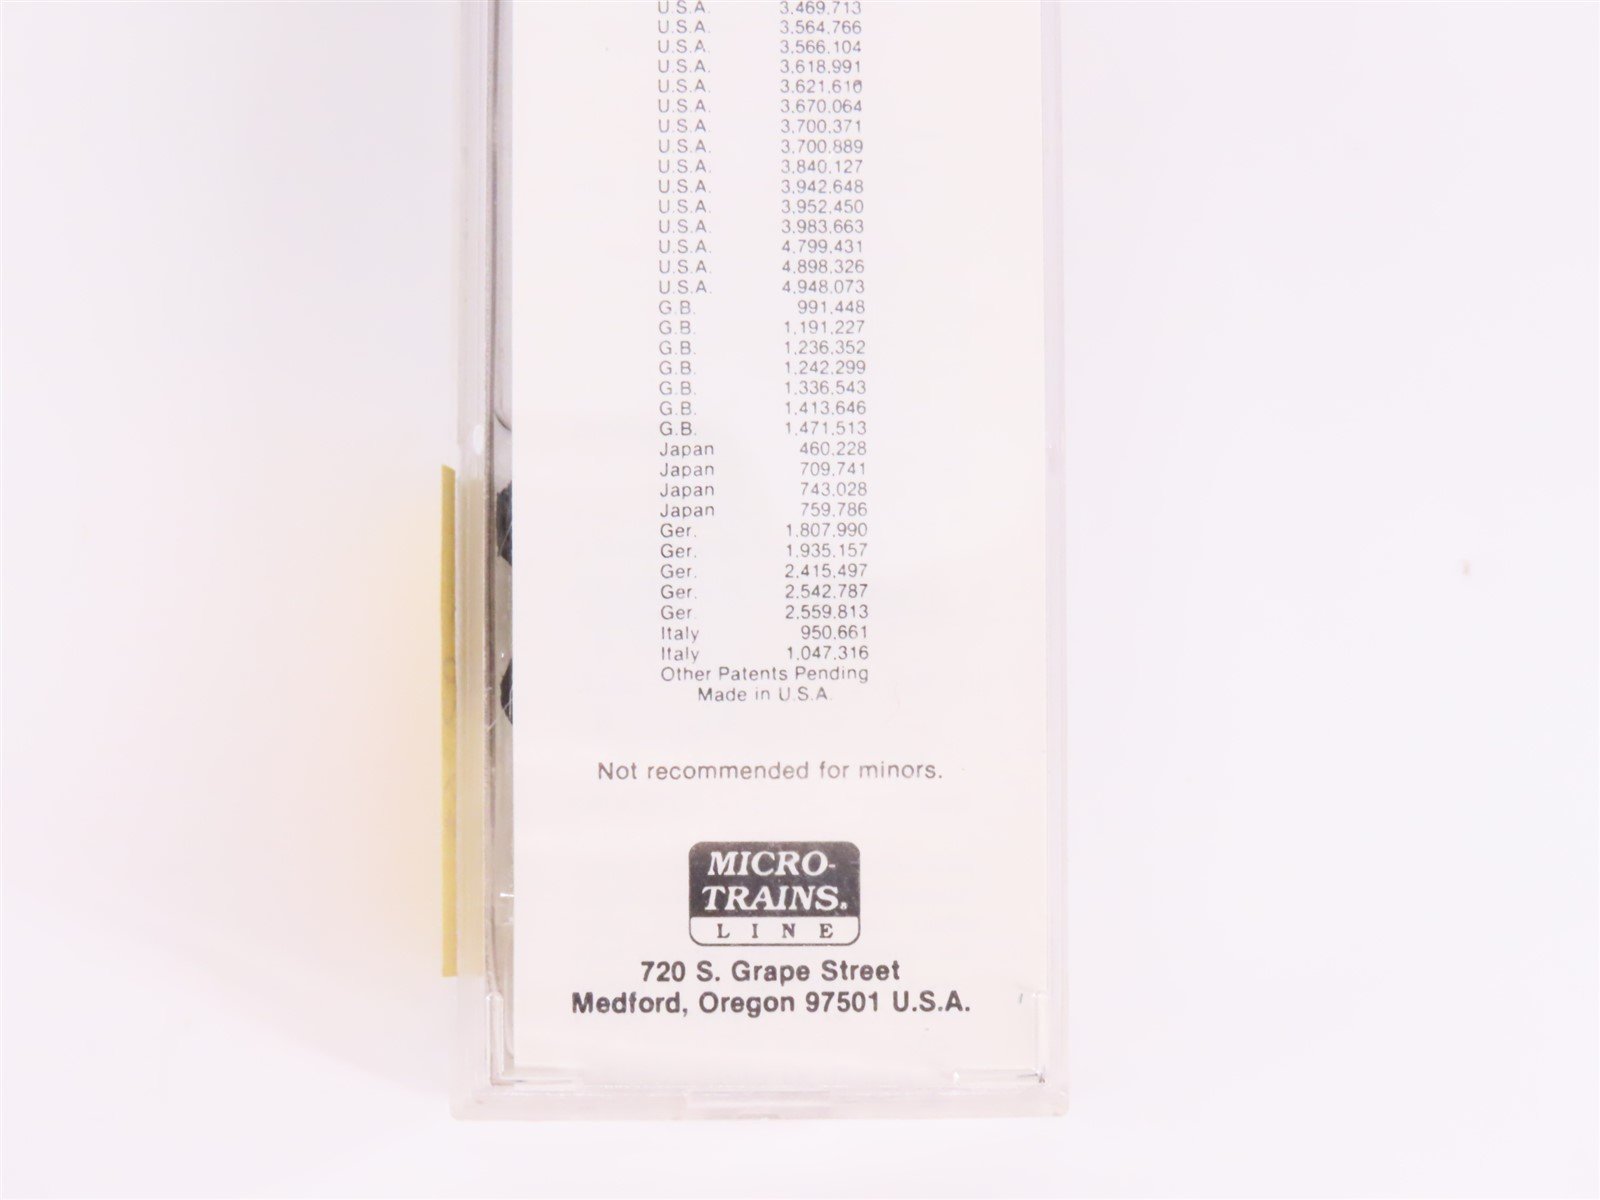 U.S.A. 3.469.713
U.S.A. 3.564.766
U.S.A. 3.566.104
U.S.A. 3.618.991
U.S.A. 3.621.610
U.S.A. 3.670.064
U.S.A. 3.700.371
U.S.A. 3.700.889
U.S.A. 3.840.127
U.S.A. 3.942.648
U.S.A. 3.952.450
U.S.A. 3.983.663
U.S.A. 4.799.431
U.S.A. 4.898.326
U.S.A. 4.948.073
G.B. 991.448
G.B. 1.191.227
G.B. 1.236.352
G.B. 1.242.299
G.B. 1.336.543
G.B. 1.413.646
G.B. 1.471.513
Japan 460.228
Japan 709.741
Japan 743.028
Japan 759.786
Ger. 1.807.990
Ger. 1.935.157
Ger. 2.415.497
Ger. 2.542.787
Ger. 2.559.813
Italy 950.661
Italy 1.047.316
Other Patents Pending
Made in U.S.A.
Not recommended for minors.
MICRO-
TRAINS®
LINE
720 S. Grape Street
Medford, Oregon 97501 U.S.A.